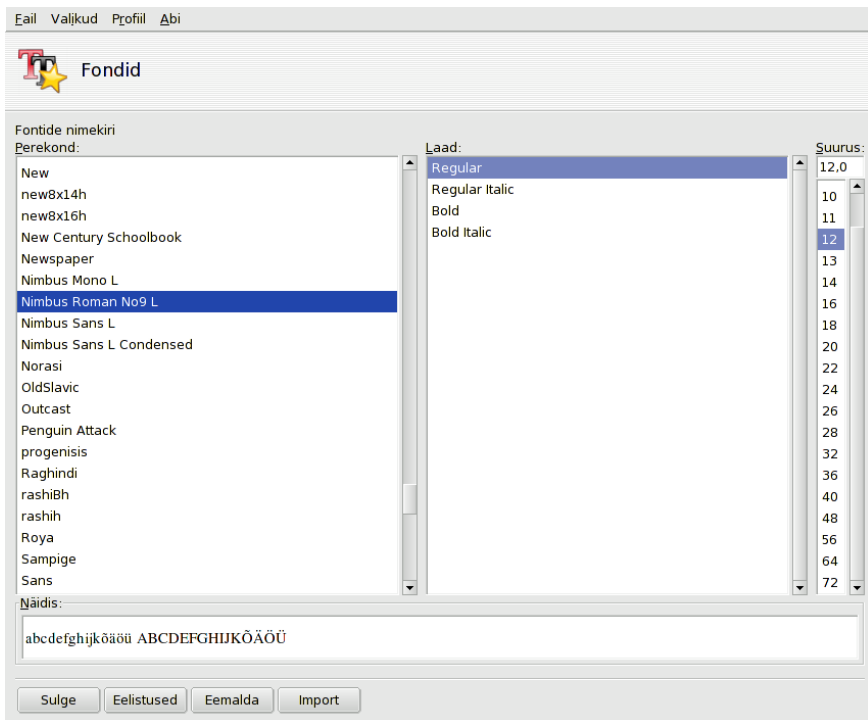 Fail Valikud Profiil Abi
Fondid
Fontide nimekiri
Perekond:
New
new8x14h
new8x16h
New Century Schoolbook
Newspaper
Nimbus Mono L
Nimbus Roman No9 L
Nimbus Sans L
Nimbus Sans L Condensed
Norasi
OldSlavic
Outcast
Penguin Attack
progenisis
Raghindi
rashiBh
rashih
Roya
Sampige
Sans
Laad:
Regular
Regular Italic
Bold
Bold Italic
Suurus:
12,0
10
11
12
13
14
16
18
20
22
24
26
28
32
36
40
48
56
64
72
Näidis:
abcdefghijkõäöü ABCDEFGHIJKÕÄÖÜ
Sulge Eelistused Eemalda Import